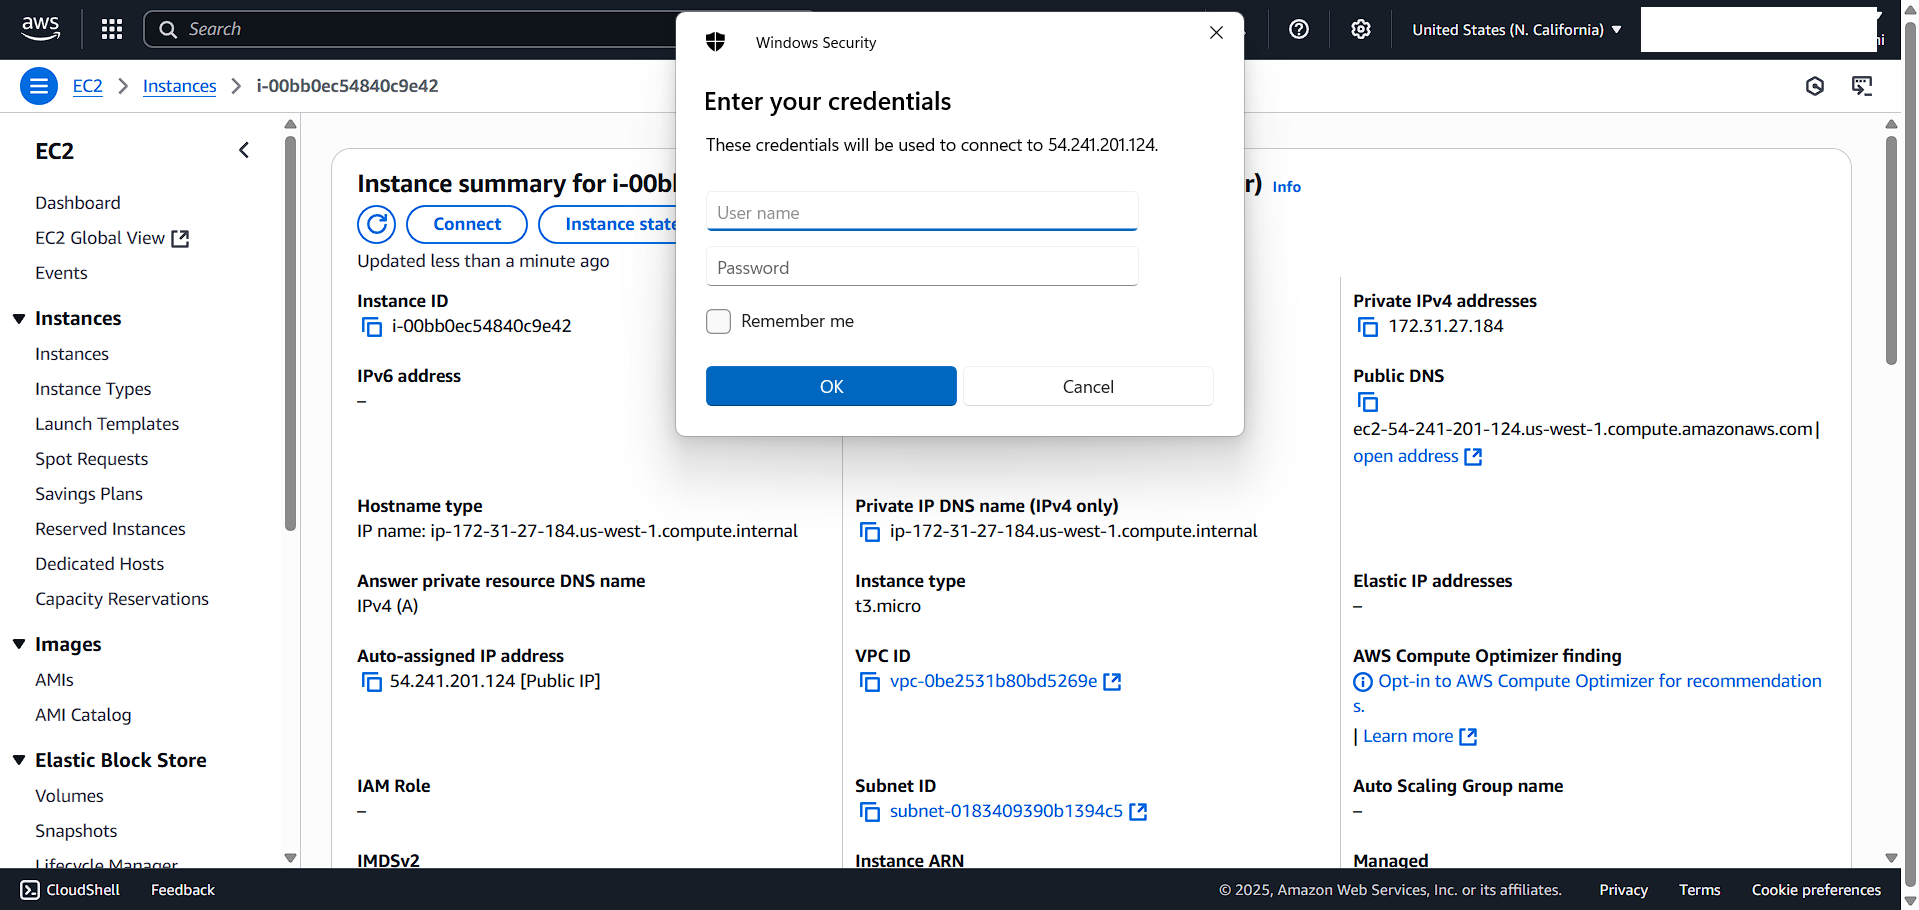 aws
Search
United States (N. California)
EC2
Instances
i-00bb0ec54840c9e42
Windows Security
Enter your credentials
These credentials will be used to connect to 54.241.201.124.
User name
Password
Remember me
OK
Cancel
EC2
Dashboard
EC2 Global View
Events
Instances
Instances
Instance Types
Launch Templates
Spot Requests
Savings Plans
Reserved Instances
Dedicated Hosts
Capacity Reservations
Images
AMIs
AMI Catalog
Elastic Block Store
Volumes
Snapshots
Lifecycle Manager
Instance summary for i-00bb
r) Info
Connect
Instance state
Updated less than a minute ago
Instance ID
i-00bb0ec54840c9e42
IPv6 address
–
Private IPv4 addresses
172.31.27.184
Public DNS
ec2-54-241-201-124.us-west-1.compute.amazonaws.com |
open address
Hostname type
IP name: ip-172-31-27-184.us-west-1.compute.internal
Private IP DNS name (IPv4 only)
ip-172-31-27-184.us-west-1.compute.internal
Answer private resource DNS name
IPv4 (A)
Instance type
t3.micro
Elastic IP addresses
–
Auto-assigned IP address
54.241.201.124 [Public IP]
VPC ID
vpc-0be2531b80bd5269e
AWS Compute Optimizer finding
Opt-in to AWS Compute Optimizer for recommendation
s.
| Learn more
IAM Role
–
Subnet ID
subnet-0183409390b1394c5
Auto Scaling Group name
–
IMDSv2
Instance ARN
Managed
CloudShell
Feedback
© 2025, Amazon Web Services, Inc. or its affiliates.
Privacy
Terms
Cookie preferences